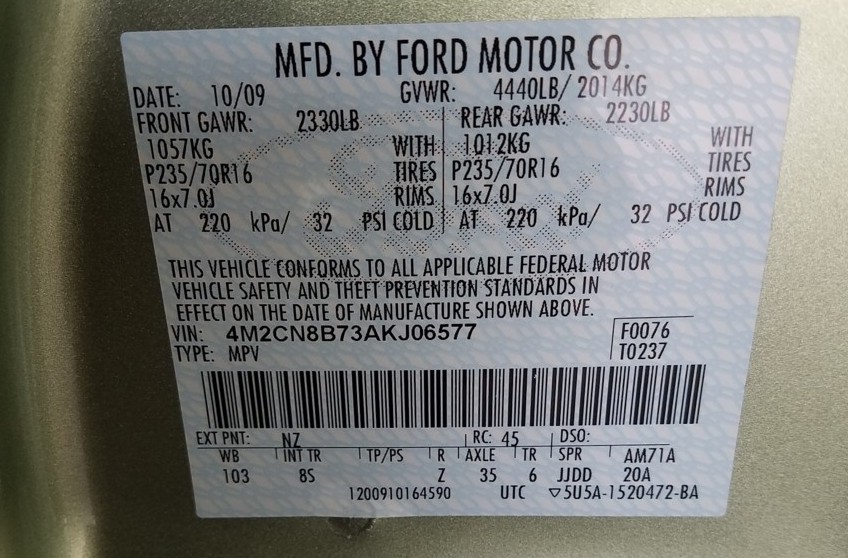 MFD. BY FORD MOTOR CO.
DATE: 10/09 GVWR: 4440LB/ 2014KG
FRONT GAWR: 2330LB REAR GAWR: 2230LB
1057KG WITH 1012KG WITH
P235/70R16 TIRES P235/70R16 TIRES
16x7.0J RIMS 16x7.0J RIMS
AT 220 kPa/ 32 PSI COLD AT 220 kPa/ 32 PSI COLD
THIS VEHICLE CONFORMS TO ALL APPLICABLE FEDERAL MOTOR
VEHICLE SAFETY AND THEFT PREVENTION STANDARDS IN
EFFECT ON THE DATE OF MANUFACTURE SHOWN ABOVE.
VIN: 4M2CN8B73AKJ06577 F0076
TYPE: MPV T0237
EXT PNT: NZ RC: 45 DSO:
WB INT TR TP/PS R AXLE TR SPR AM71A
103 8S Z 35 6 JJDD 20A
1200910164590 UTC ▽5U5A-1520472-BA